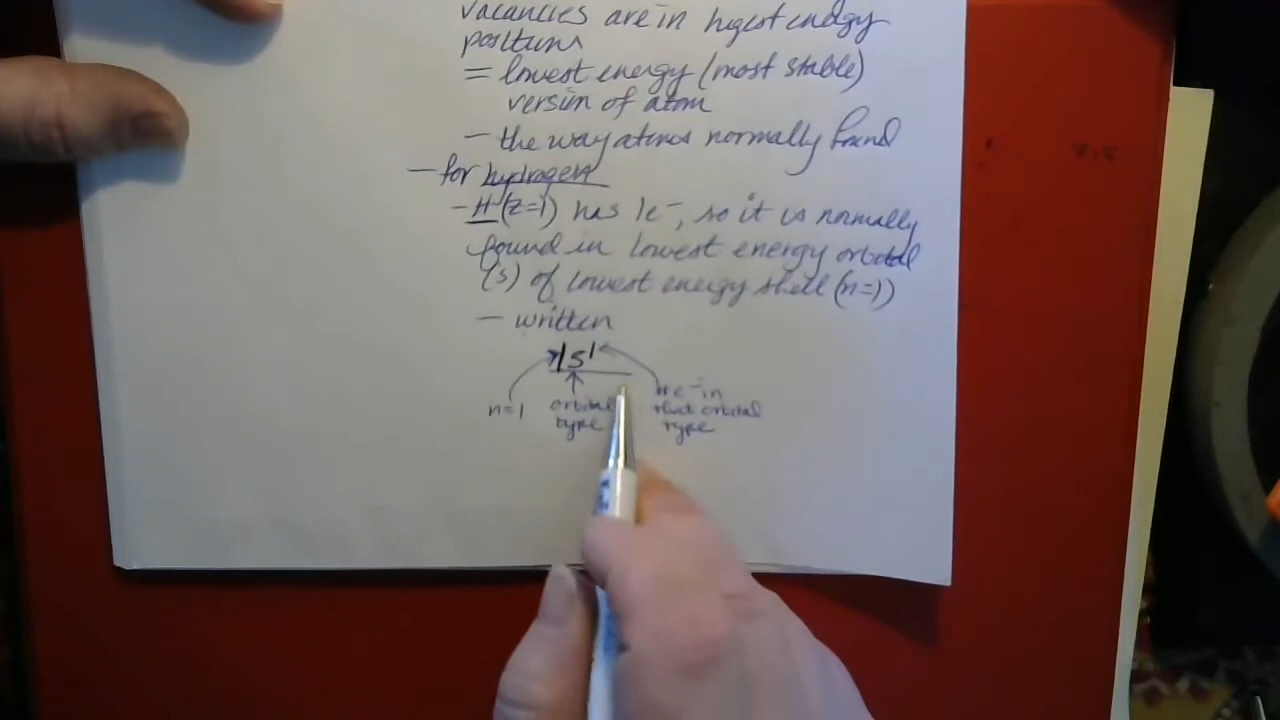 vacancies are in higest energy
positions
= lowest energy (most stable)
version of atom
- the way atoms normally found
- for hydrogen
- H (Z=1) has 1e⁻, so it is normally
found in lowest energy orbital
(s) of lowest energy shell (n=1)
- written
1s¹
n=1 orbital # e⁻ in
type that orbital
type